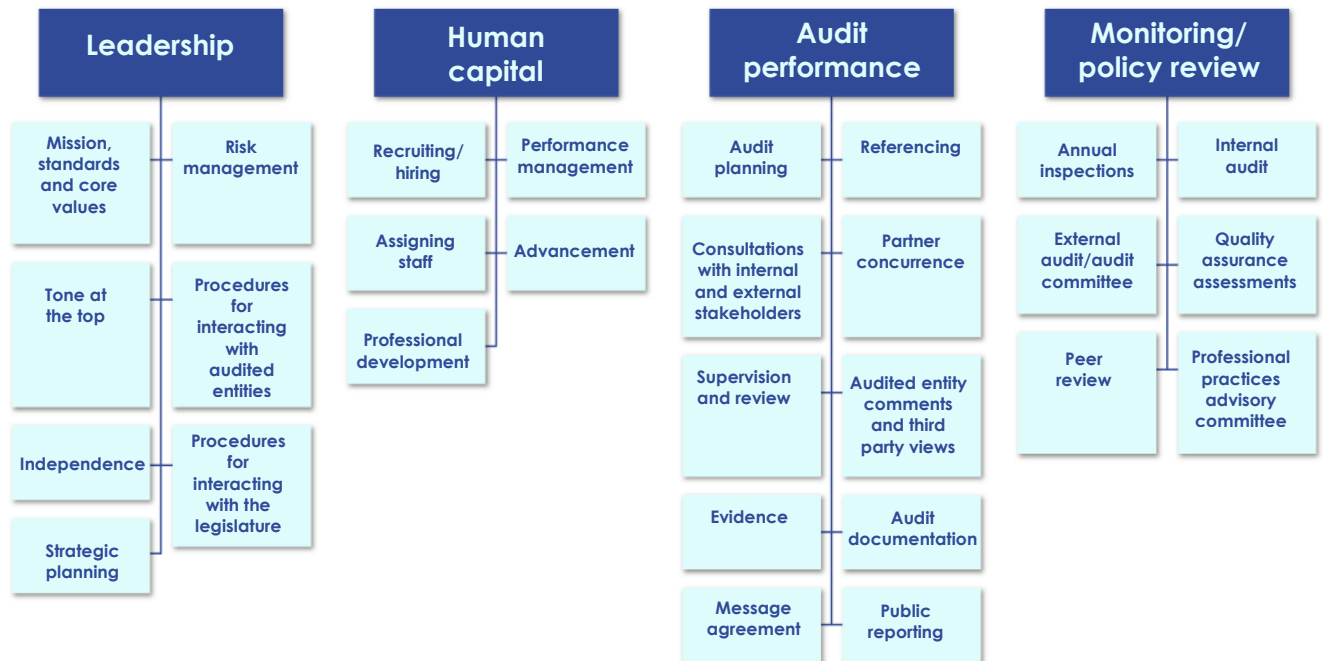 Leadership
Mission,
standards
and core
values
Risk
management
Tone at
the top
Procedures
for
interacting
with
audited
entities
Independence
Procedures
for
interacting
with the
legislature
Strategic
planning
Human
capital
Recruiting/
hiring
Performance
management
Assigning
staff
Advancement
Professional
development
Audit
performance
Audit
planning
Referencing
Consultations
with internal
and external
stakeholders
Partner
concurrence
Supervision
and review
Audited entity
comments
and third
party views
Evidence
Audit
documentation
Message
agreement
Public
reporting
Monitoring/
policy review
Annual
inspections
Internal
audit
External
audit/audit
committee
Quality
assurance
assessments
Peer
review
Professional
practices
advisory
committee